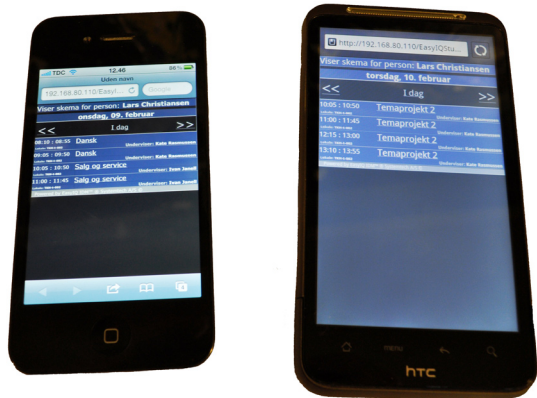 TDC 12.46 88%
Uden navn
192.168.80.110/EasyI... Google
Viser skema for person: Lars Christiansen
onsdag, 09. februar
<< I dag >>
08:10 : 08:55 Dansk
Underviser: Kate Rasmussen
09:05 : 09:50 Dansk
Underviser: Kate Rasmussen
10:05 : 10:50 Salg og service
11:00 : 11:45 Salg og service
http://192.168.80.110/EasyIQStu...
Viser skema for person: Lars Christiansen
torsdag, 10. februar
<< I dag >>
10:05 : 10:50 Temaprojekt 2
Underviser: Kate Rasmussen
11:00 : 11:45 Temaprojekt 2
Underviser: Kate Rasmussen
12:15 : 13:00 Temaprojekt 2
Underviser: Kate Rasmussen
13:10 : 13:55 Temaprojekt 2
Underviser: Kate Rasmussen
menu
hTC